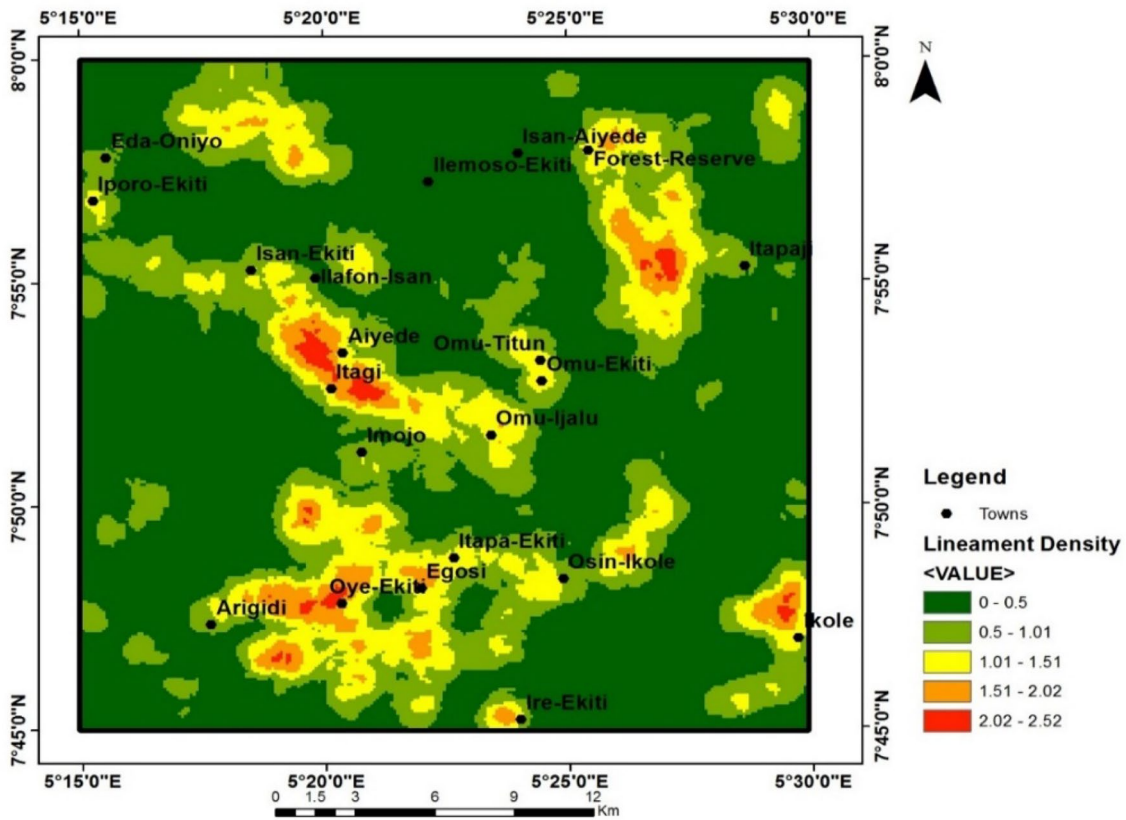 5°15'0"E 5°20'0"E 5°25'0"E 5°30'0"E
8°0'0"N
8°0'0"N
N
Eda-Oniyo
Isan-Aiyede
Forest-Reserve
Ilemoso-Ekiti
Iporo-Ekiti
Itapaji
Isan-Ekiti
Ilafon-Isan
7°55'0"N
7°55'0"N
Aiyede
Omu-Titun
Omu-Ekiti
Itagi
Omu-Ijalu
Imojo
7°50'0"N
7°50'0"N
Itapa-Ekiti
Osin-Ikole
Egosi
Oye-Ekiti
Arigidi
Ikole
Ire-Ekiti
7°45'0"N
7°45'0"N
5°15'0"E 5°20'0"E 5°25'0"E 5°30'0"E
0 1.5 3 6 9 12
Km
Legend
Towns
Lineament Density
<VALUE>
0 - 0.5
0.5 - 1.01
1.01 - 1.51
1.51 - 2.02
2.02 - 2.52